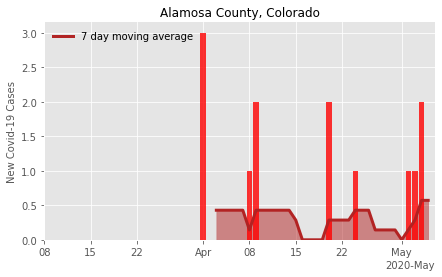 Alamosa County, Colorado
7 day moving average
New Covid-19 Cases
3.0
2.5
2.0
1.5
1.0
0.5
0.0
08 15 22 Apr 08 15 22 May
2020-May